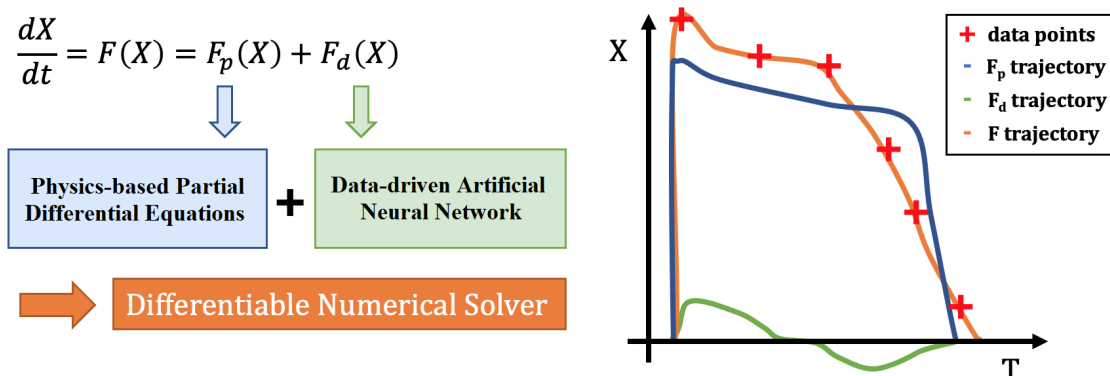 dX/dt = F(X) = F_p(X) + F_d(X)
Physics-based Partial
Differential Equations
+
Data-driven Artificial
Neural Network
Differentiable Numerical Solver
X
T
data points
F_p trajectory
F_d trajectory
F trajectory